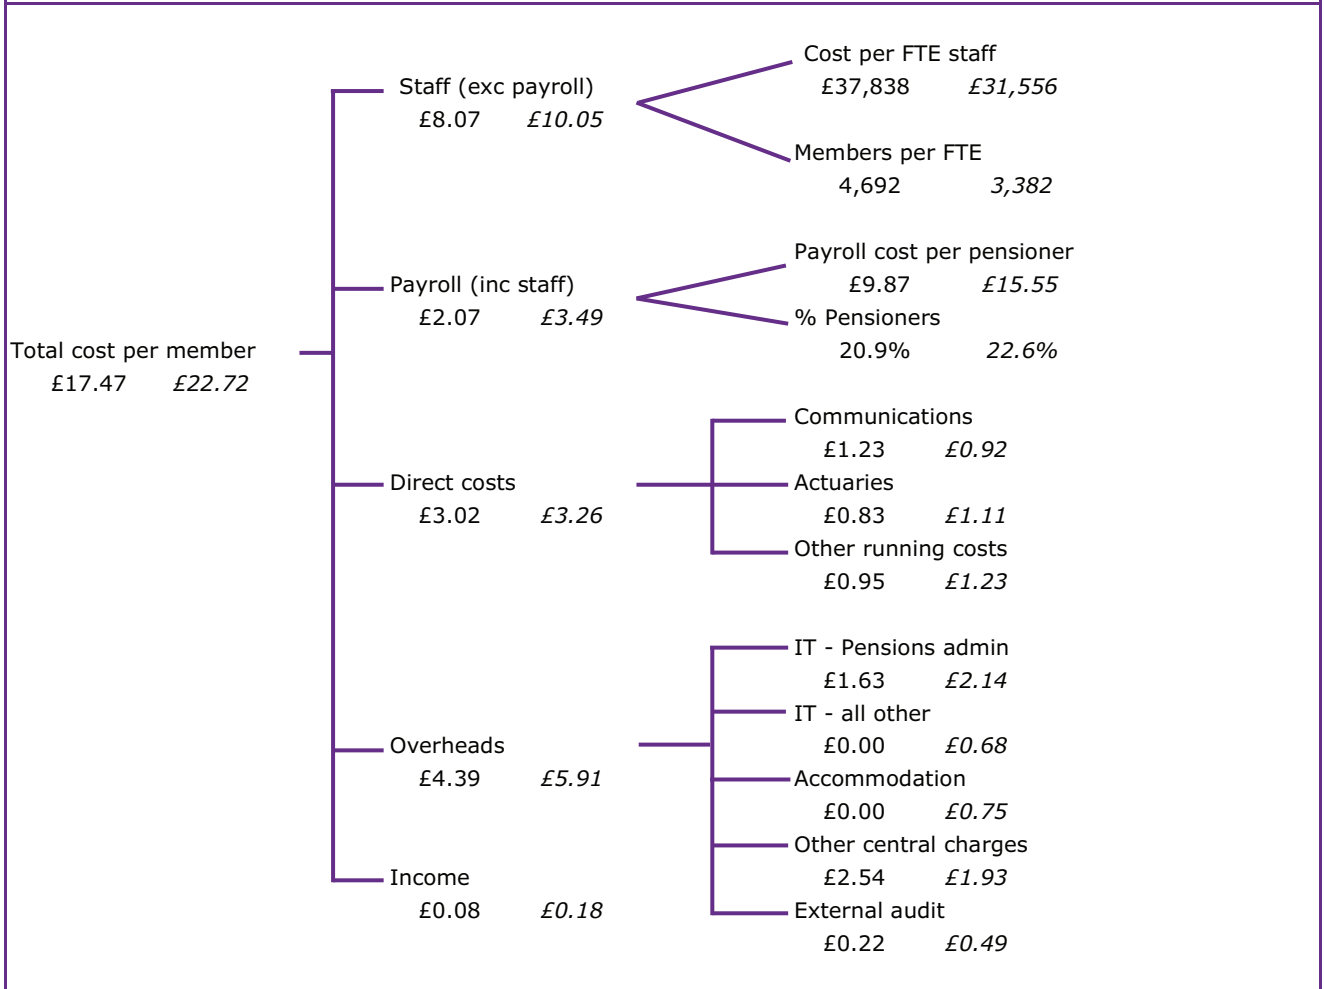 Cost per FTE staff
£37,838 £31,556
Staff (exc payroll)
£8.07 £10.05
Members per FTE
4,692 3,382
Payroll cost per pensioner
£9.87 £15.55
Payroll (inc staff)
£2.07 £3.49
% Pensioners
20.9% 22.6%
Total cost per member
£17.47 £22.72
Communications
£1.23 £0.92
Direct costs
£3.02 £3.26
Actuaries
£0.83 £1.11
Other running costs
£0.95 £1.23
IT - Pensions admin
£1.63 £2.14
IT - all other
£0.00 £0.68
Overheads
£4.39 £5.91
Accommodation
£0.00 £0.75
Other central charges
£2.54 £1.93
Income
£0.08 £0.18
External audit
£0.22 £0.49